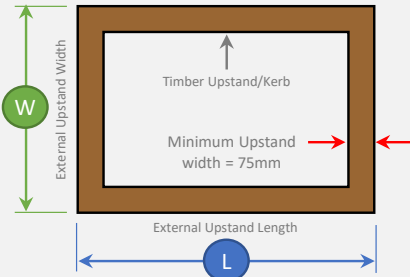 W
External Upstand Width
Timber Upstand/Kerb
Minimum Upstand
width = 75mm
External Upstand Length
L